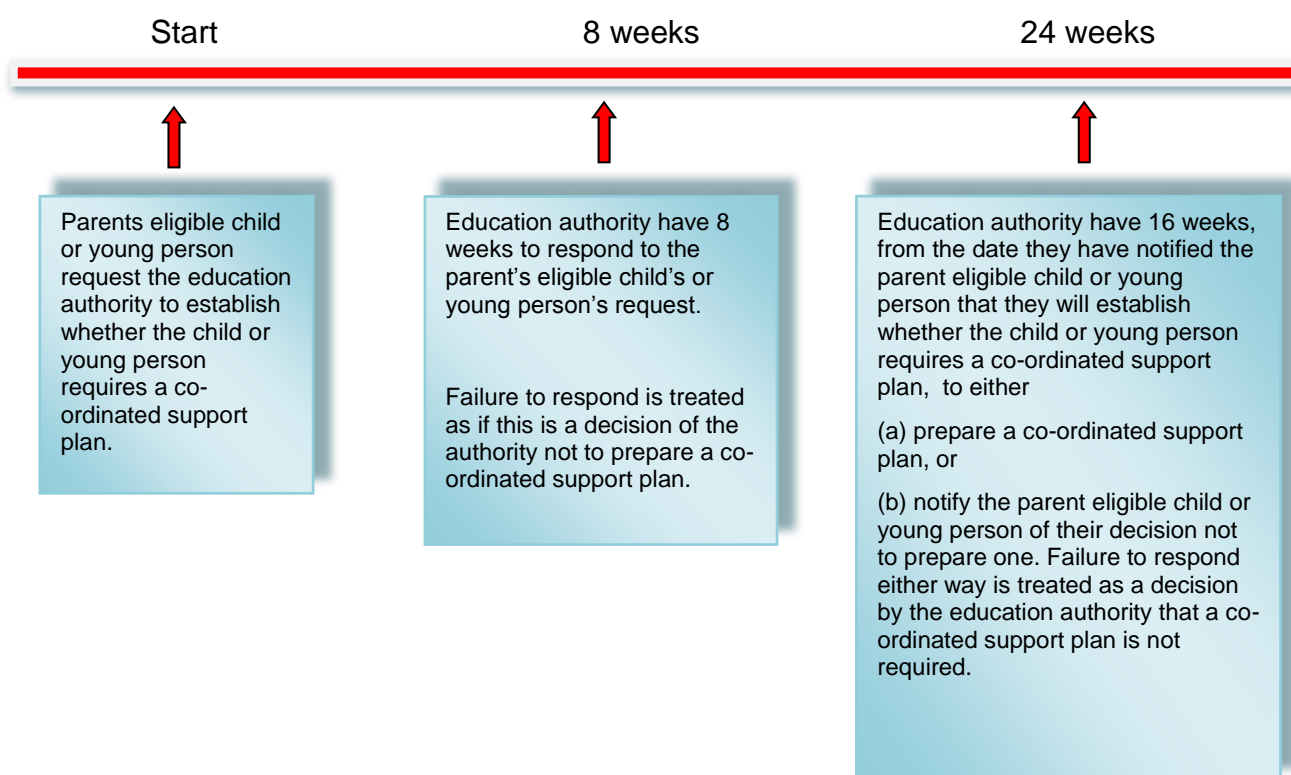 Start
8 weeks
24 weeks
Parents eligible child
or young person
request the education
authority to establish
whether the child or
young person
requires a co-
ordinated support
plan.
Education authority have 8
weeks to respond to the
parent’s eligible child’s or
young person’s request.
Failure to respond is treated
as if this is a decision of the
authority not to prepare a co-
ordinated support plan.
Education authority have 16 weeks,
from the date they have notified the
parent eligible child or young
person that they will establish
whether the child or young person
requires a co-ordinated support
plan,  to either
(a) prepare a co-ordinated support
plan, or
(b) notify the parent eligible child or
young person of their decision not
to prepare one. Failure to respond
either way is treated as a decision
by the education authority that a co-
ordinated support plan is not
required.